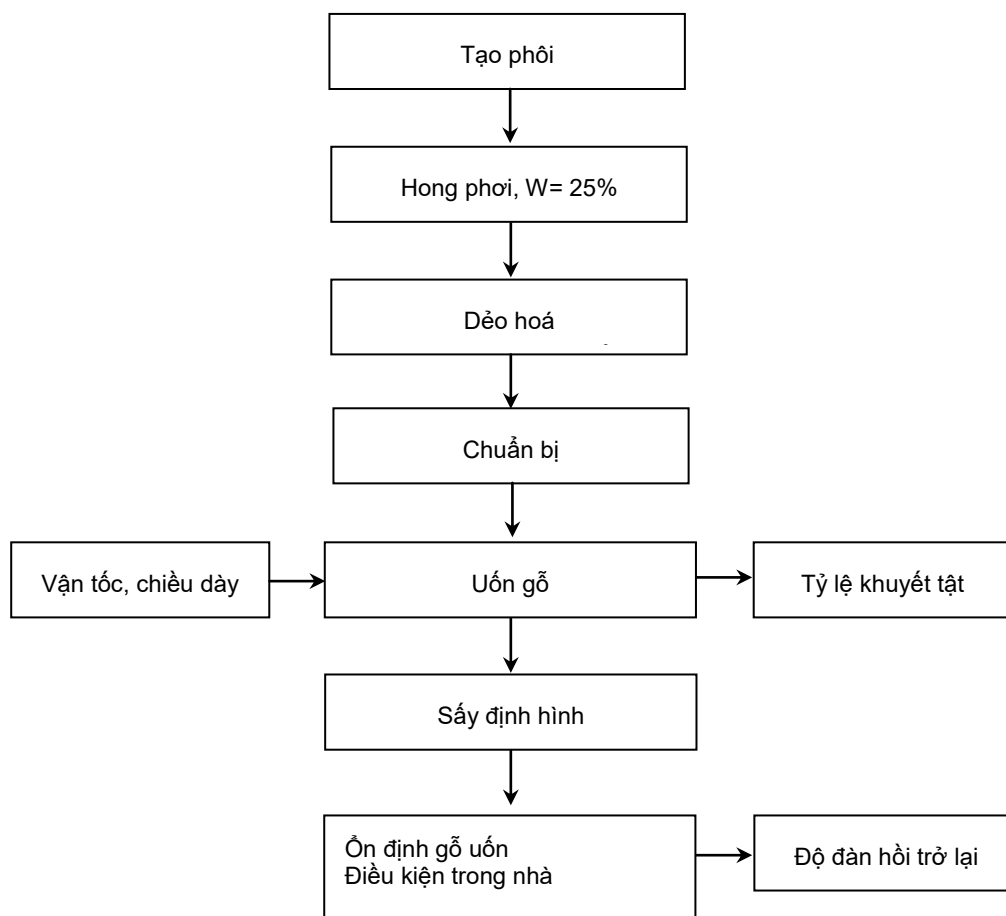 Tạo phôi
Hong phơi, W= 25%
Dẻo hoá
Chuẩn bị
Vận tốc, chiều dày
Uốn gỗ
Tỷ lệ khuyết tật
Sấy định hình
Ổn định gỗ uốn
Điều kiện trong nhà
Độ đàn hồi trở lại